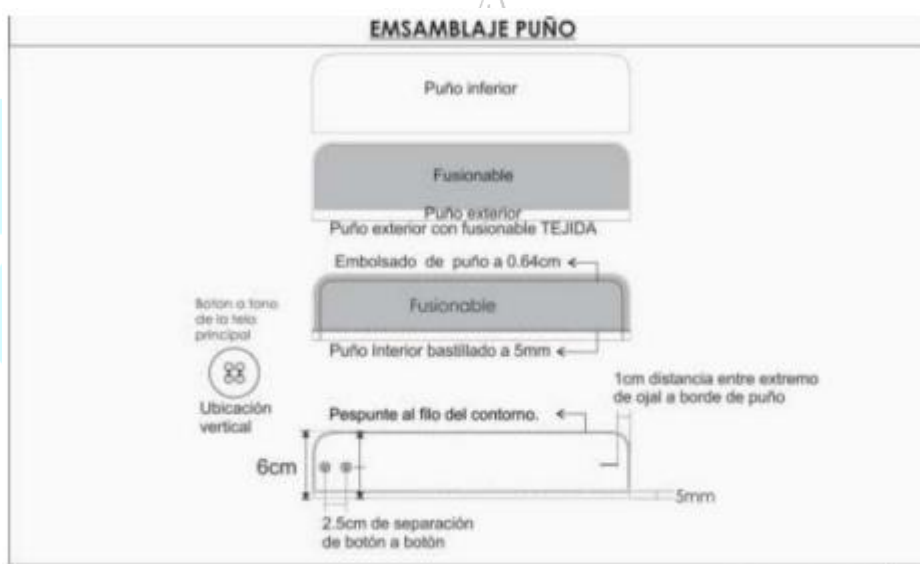 EMSAMBLAJE PUÑO
Puño inferior
Fusionable
Puño exterior
Puño exterior con fusionable TEJIDA
Embolsado de puño a 0.64cm
Fusionable
Puño Interior bastillado a 5mm
Boton a tono
de la tela
principal
Ubicación
vertical
1cm distancia entre extremo
de ojal a borde de puño
Pespunte al filo del contorno.
6cm
5mm
2.5cm de separación
de botón a botón